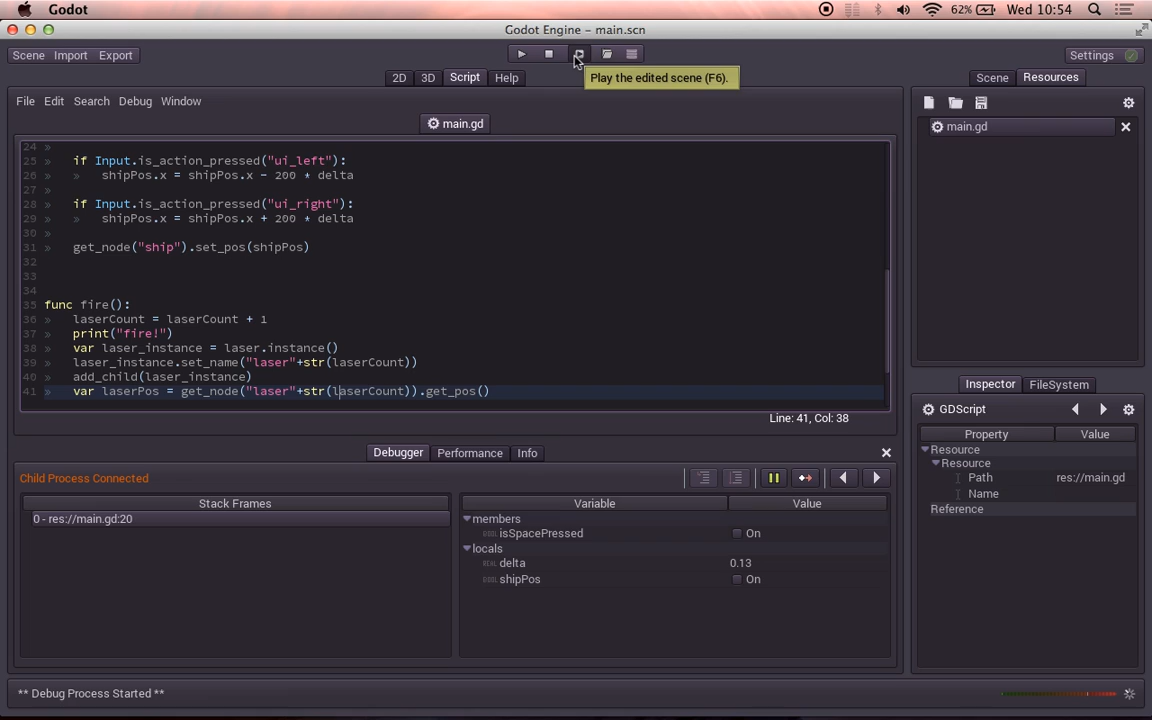 Godot
62%
Wed 10:54
Godot Engine – main.scn
Scene Import Export
Settings
Play the edited scene (F6).
2D 3D Script Help
Scene Resources
File Edit Search Debug Window
main.gd
main.gd
24 »
25 » if Input.is_action_pressed("ui_left"):
26 » » shipPos.x = shipPos.x - 200 * delta
27 »
28 » if Input.is_action_pressed("ui_right"):
29 » » shipPos.x = shipPos.x + 200 * delta
30 »
31 » get_node("ship").set_pos(shipPos)
32
33
34
35 func fire():
36 » laserCount = laserCount + 1
37 » print("fire!")
38 » var laser_instance = laser.instance()
39 » laser_instance.set_name("laser"+str(laserCount))
40 » add_child(laser_instance)
41 » var laserPos = get_node("laser"+str(laserCount)).get_pos()
Line: 41, Col: 38
Inspector FileSystem
GDScript
Property Value
Resource
Resource
Path res://main.gd
Name
Reference
Debugger Performance Info
Child Process Connected
Stack Frames
0 - res://main.gd:20
Variable Value
members
BOOL isSpacePressed On
locals
REAL delta 0.13
BOOL shipPos On
** Debug Process Started **